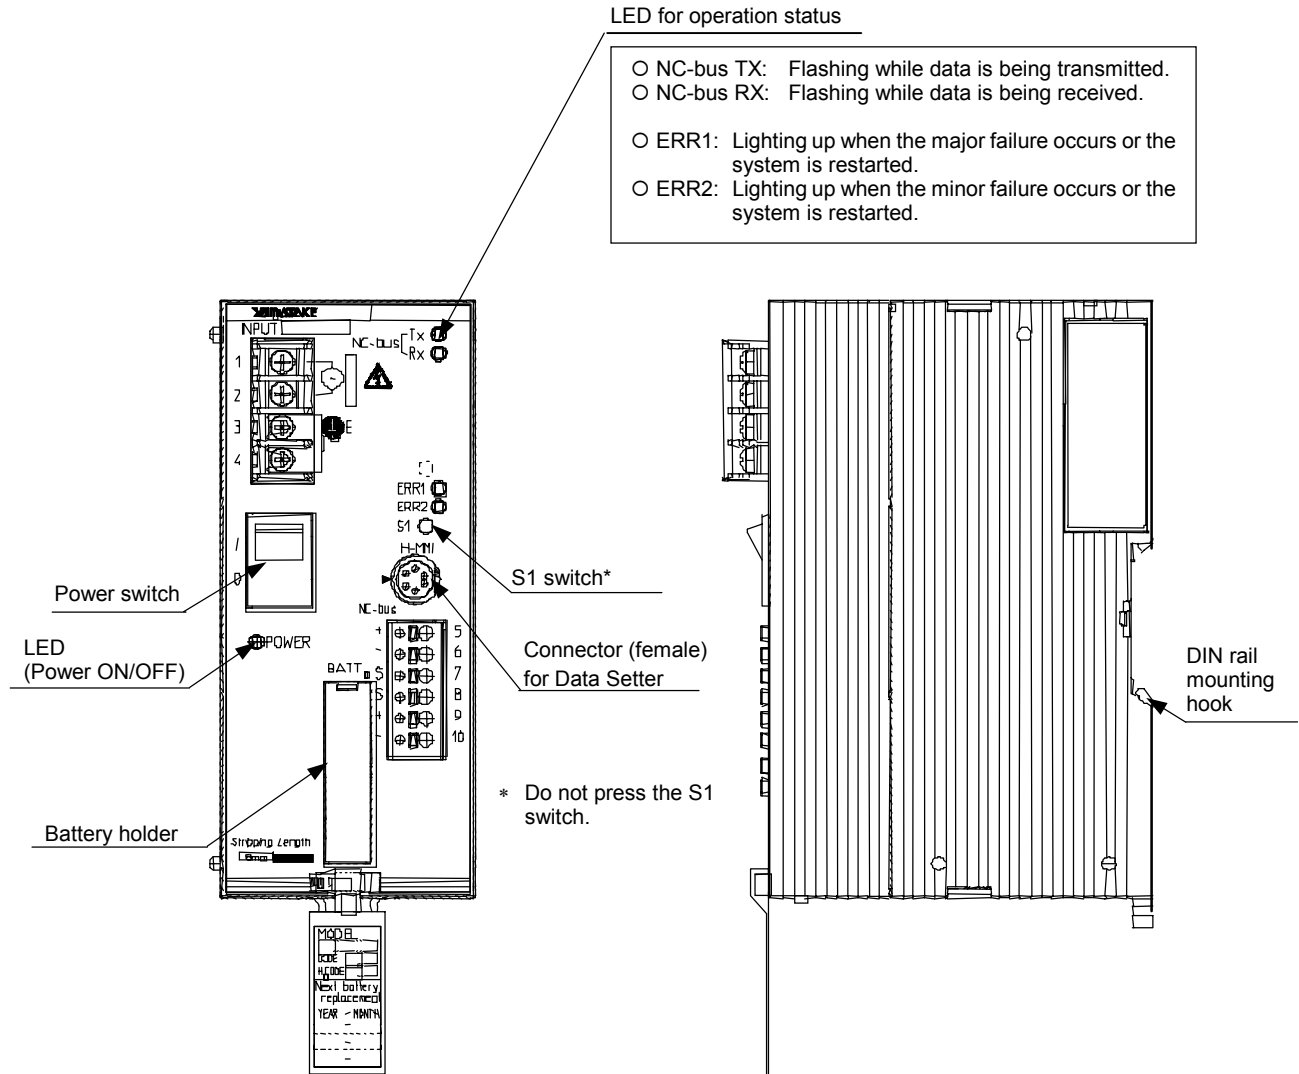 LED for operation status
NC-bus TX: Flashing while data is being transmitted.
NC-bus RX: Flashing while data is being received.
ERR1: Lighting up when the major failure occurs or the
system is restarted.
ERR2: Lighting up when the minor failure occurs or the
system is restarted.
YAMATAKE
INPUT
NC-bus
Tx
Rx
1
2
3
4
E
ERR1
ERR2
S1
H-MMI
I
0
NC-bus
POWER
BATT
+ 5
- 6
S 7
S 8
+ 9
- 10
Power switch
LED
(Power ON/OFF)
S1 switch*
Connector (female)
for Data Setter
DIN rail
mounting
hook
* Do not press the S1
switch.
Battery holder
Stripping Length
Next battery
replacement
YEAR - MONTH
-
-
-